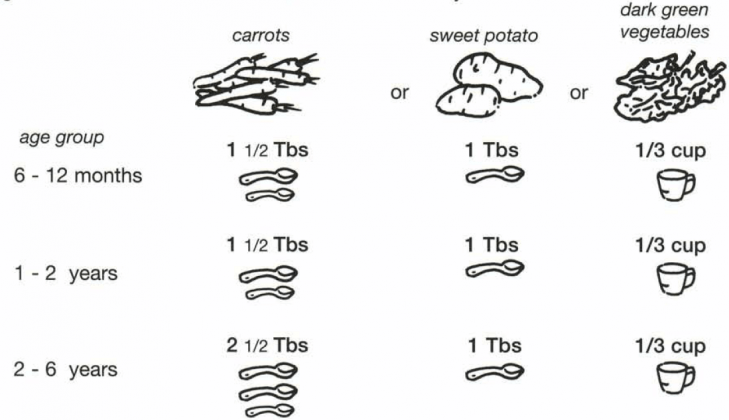 dark green
carrots sweet potato vegetables
or or
age group
1 1/2 Tbs 1 Tbs 1/3 cup
6 - 12 months
1 1/2 Tbs 1 Tbs 1/3 cup
1 - 2 years
2 1/2 Tbs 1 Tbs 1/3 cup
2 - 6 years